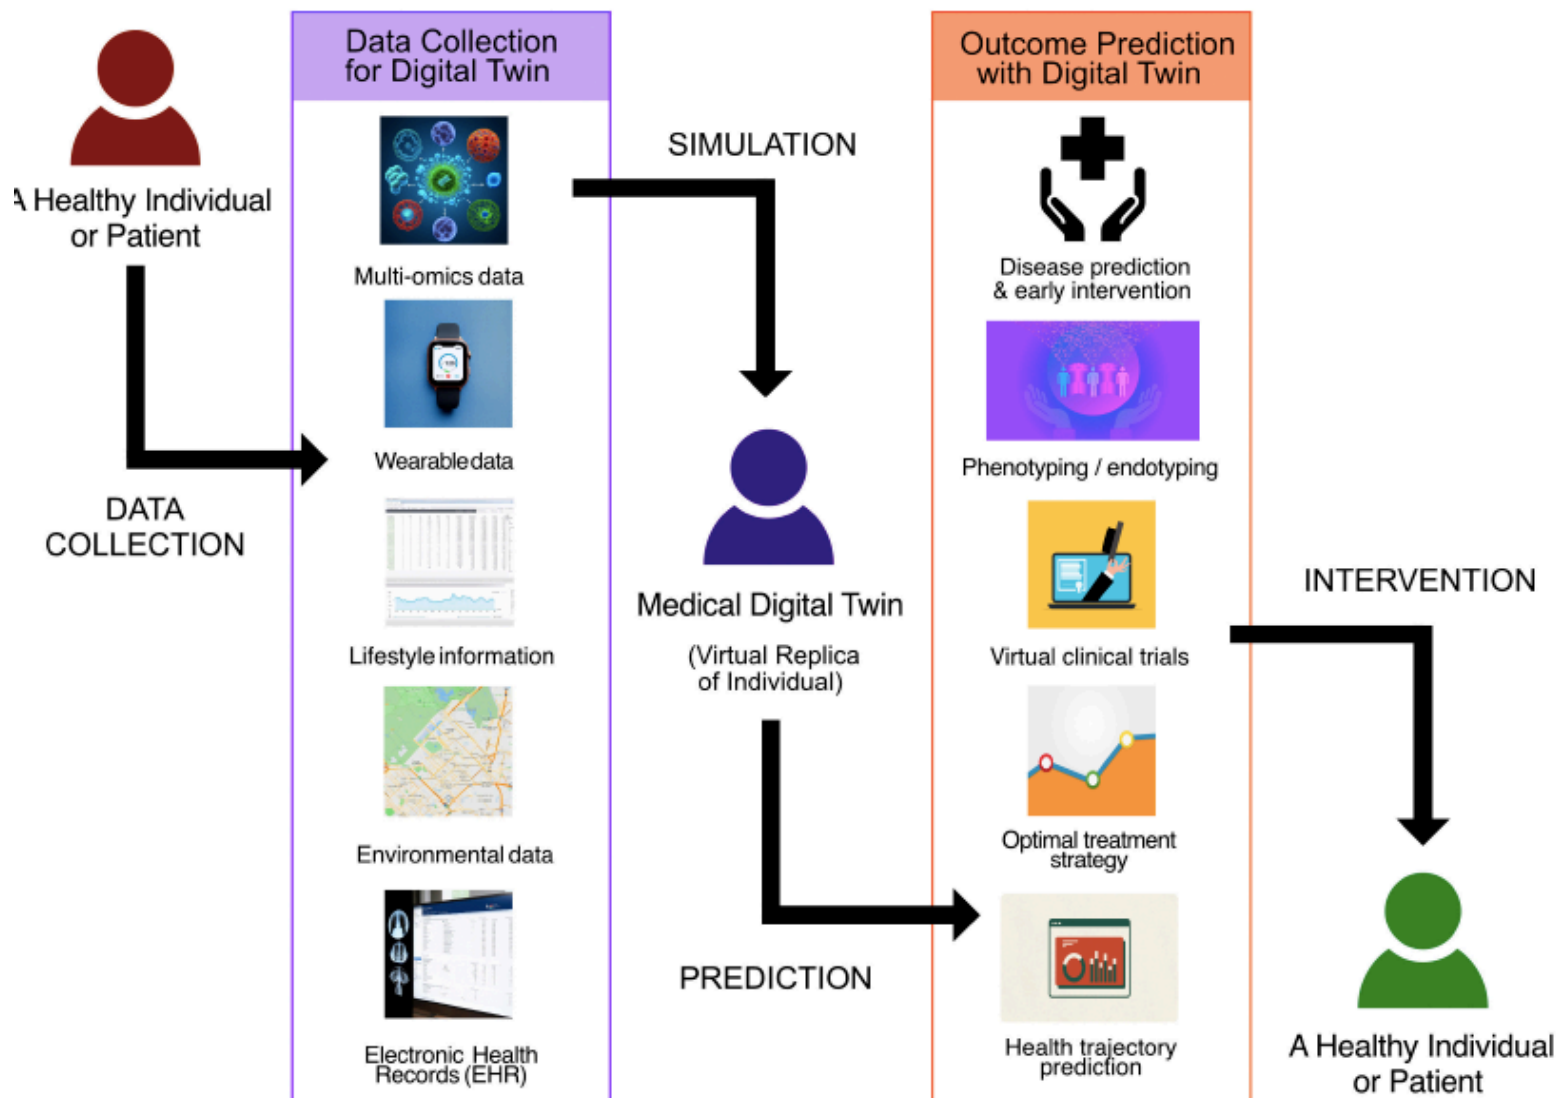 A Healthy Individual
or Patient
DATA
COLLECTION
Data Collection
for Digital Twin
Multi-omics data
Wearable data
Lifestyle information
Environmental data
Electronic Health
Records (EHR)
SIMULATION
Medical Digital Twin
(Virtual Replica
of Individual)
PREDICTION
Outcome Prediction
with Digital Twin
Disease prediction
& early intervention
Phenotyping / endotyping
Virtual clinical trials
Optimal treatment
strategy
Health trajectory
prediction
INTERVENTION
A Healthy Individual
or Patient